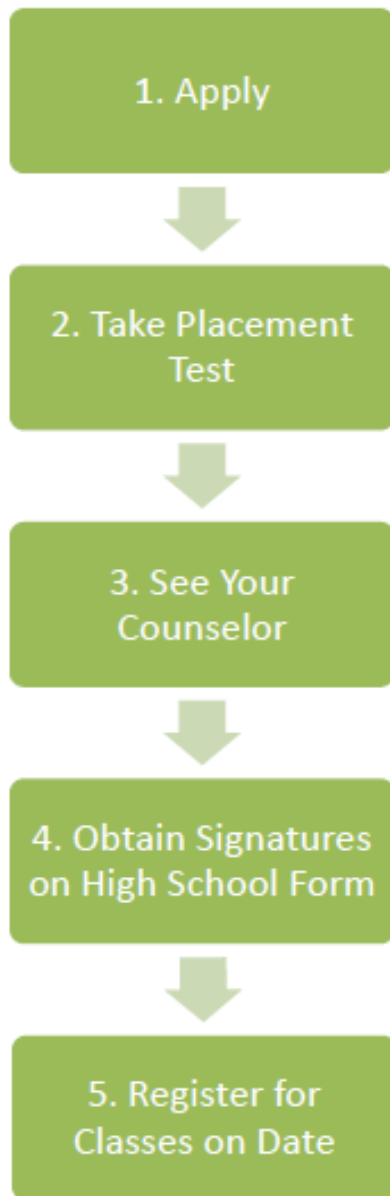 1. Apply
2. Take Placement
Test
3. See Your
Counselor
4. Obtain Signatures
on High School Form
5. Register for
Classes on Date